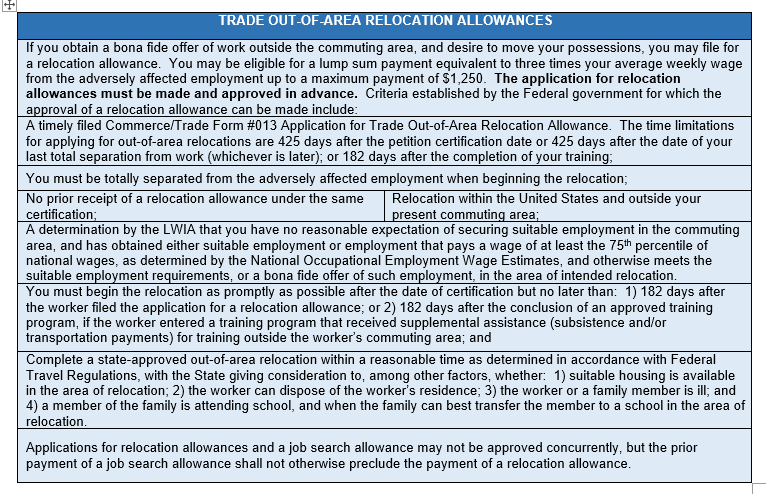 TRADE OUT-OF-AREA RELOCATION ALLOWANCES
If you obtain a bona fide offer of work outside the commuting area, and desire to move your possessions, you may file for
a relocation allowance.  You may be eligible for a lump sum payment equivalent to three times your average weekly wage
from the adversely affected employment up to a maximum payment of $1,250.  The application for relocation
allowances must be made and approved in advance.  Criteria established by the Federal government for which the
approval of a relocation allowance can be made include:
A timely filed Commerce/Trade Form #013 Application for Trade Out-of-Area Relocation Allowance.  The time limitations
for applying for out-of-area relocations are 425 days after the petition certification date or 425 days after the date of your
last total separation from work (whichever is later); or 182 days after the completion of your training;
You must be totally separated from the adversely affected employment when beginning the relocation;
No prior receipt of a relocation allowance under the same
certification;
Relocation within the United States and outside your
present commuting area;
A determination by the LWIA that you have no reasonable expectation of securing suitable employment in the commuting
area, and has obtained either suitable employment or employment that pays a wage of at least the 75th percentile of
national wages, as determined by the National Occupational Employment Wage Estimates, and otherwise meets the
suitable employment requirements, or a bona fide offer of such employment, in the area of intended relocation.
You must begin the relocation as promptly as possible after the date of certification but no later than:  1) 182 days after
the worker filed the application for a relocation allowance; or 2) 182 days after the conclusion of an approved training
program, if the worker entered a training program that received supplemental assistance (subsistence and/or
transportation payments) for training outside the worker's commuting area; and
Complete a state-approved out-of-area relocation within a reasonable time as determined in accordance with Federal
Travel Regulations, with the State giving consideration to, among other factors, whether:  1) suitable housing is available
in the area of relocation; 2) the worker can dispose of the worker's residence; 3) the worker or a family member is ill; and
4) a member of the family is attending school, and when the family can best transfer the member to a school in the area of
relocation.
Applications for relocation allowances and a job search allowance may not be approved concurrently, but the prior
payment of a job search allowance shall not otherwise preclude the payment of a relocation allowance.